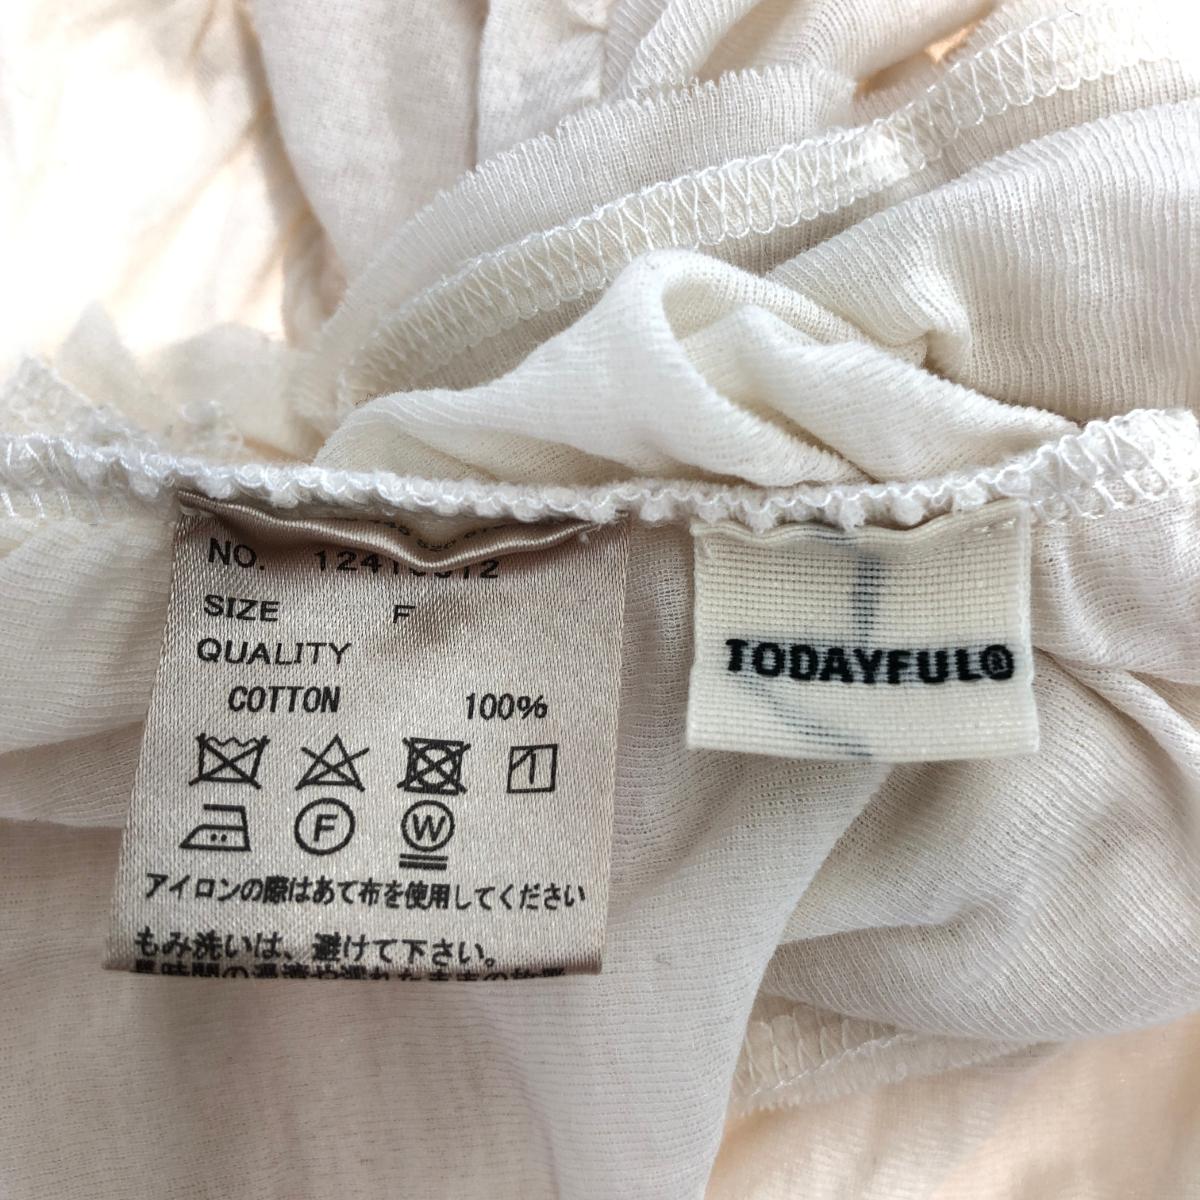 NO.
SIZE F
QUALITY
COTTON 100%
F W
アイロンの際はあて布を使用してください
もみ洗いは、避けて下さい。
TODAYFUL®